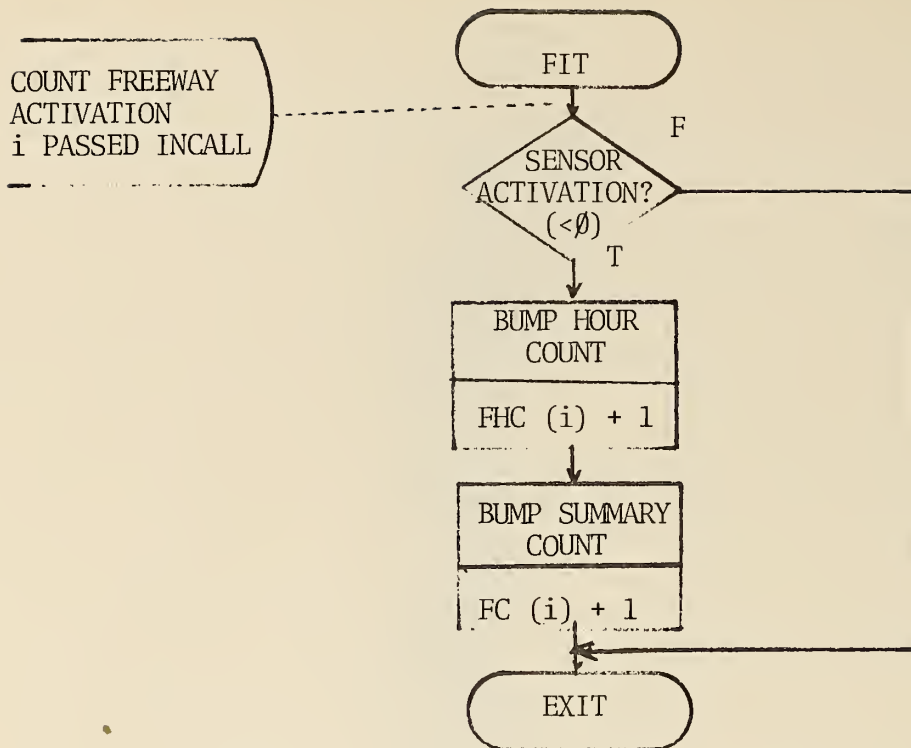 COUNT FREEWAY
ACTIVATION
i PASSED INCALL
FIT
F
SENSOR
ACTIVATION?
(<Ø)
T
BUMP HOUR
COUNT
FHC (i) + 1
BUMP SUMMARY
COUNT
FC (i) + 1
EXIT